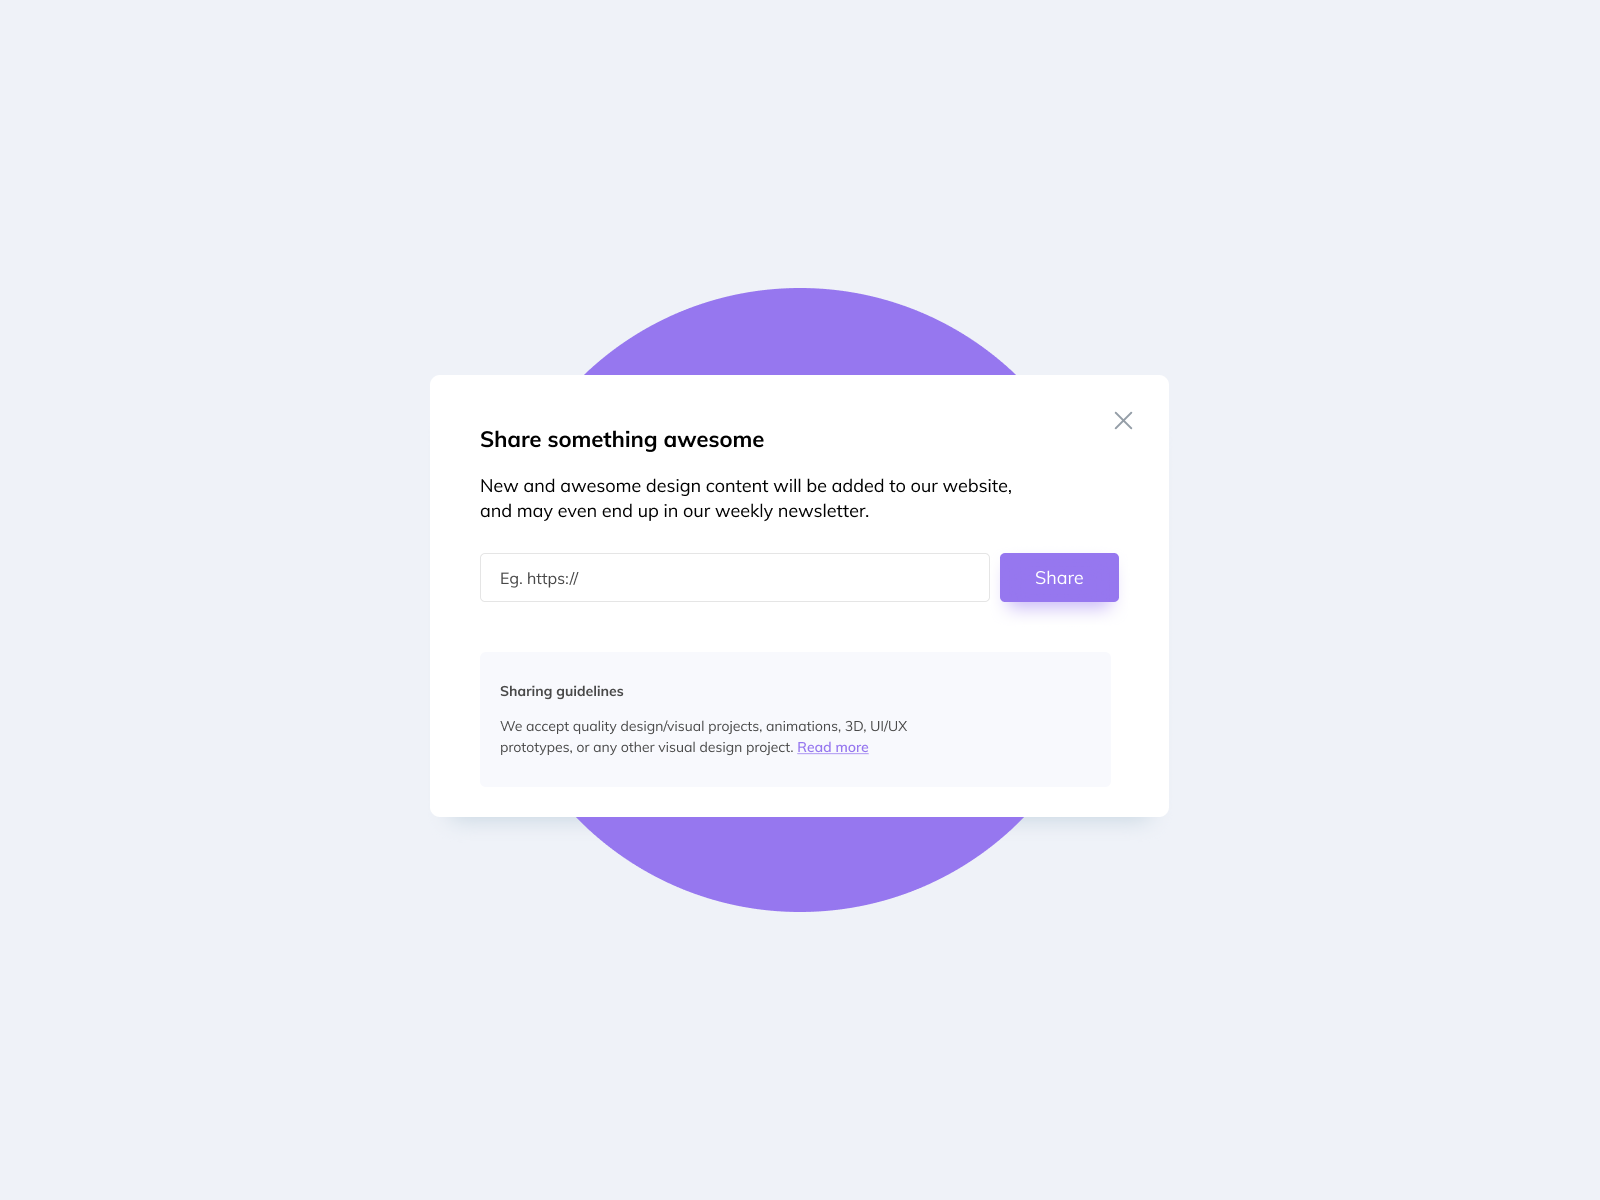 Share something awesome
New and awesome design content will be added to our website,
and may even end up in our weekly newsletter.
Eg. https://
Share
Sharing guidelines
We accept quality design/visual projects, animations, 3D, UI/UX
prototypes, or any other visual design project. Read more